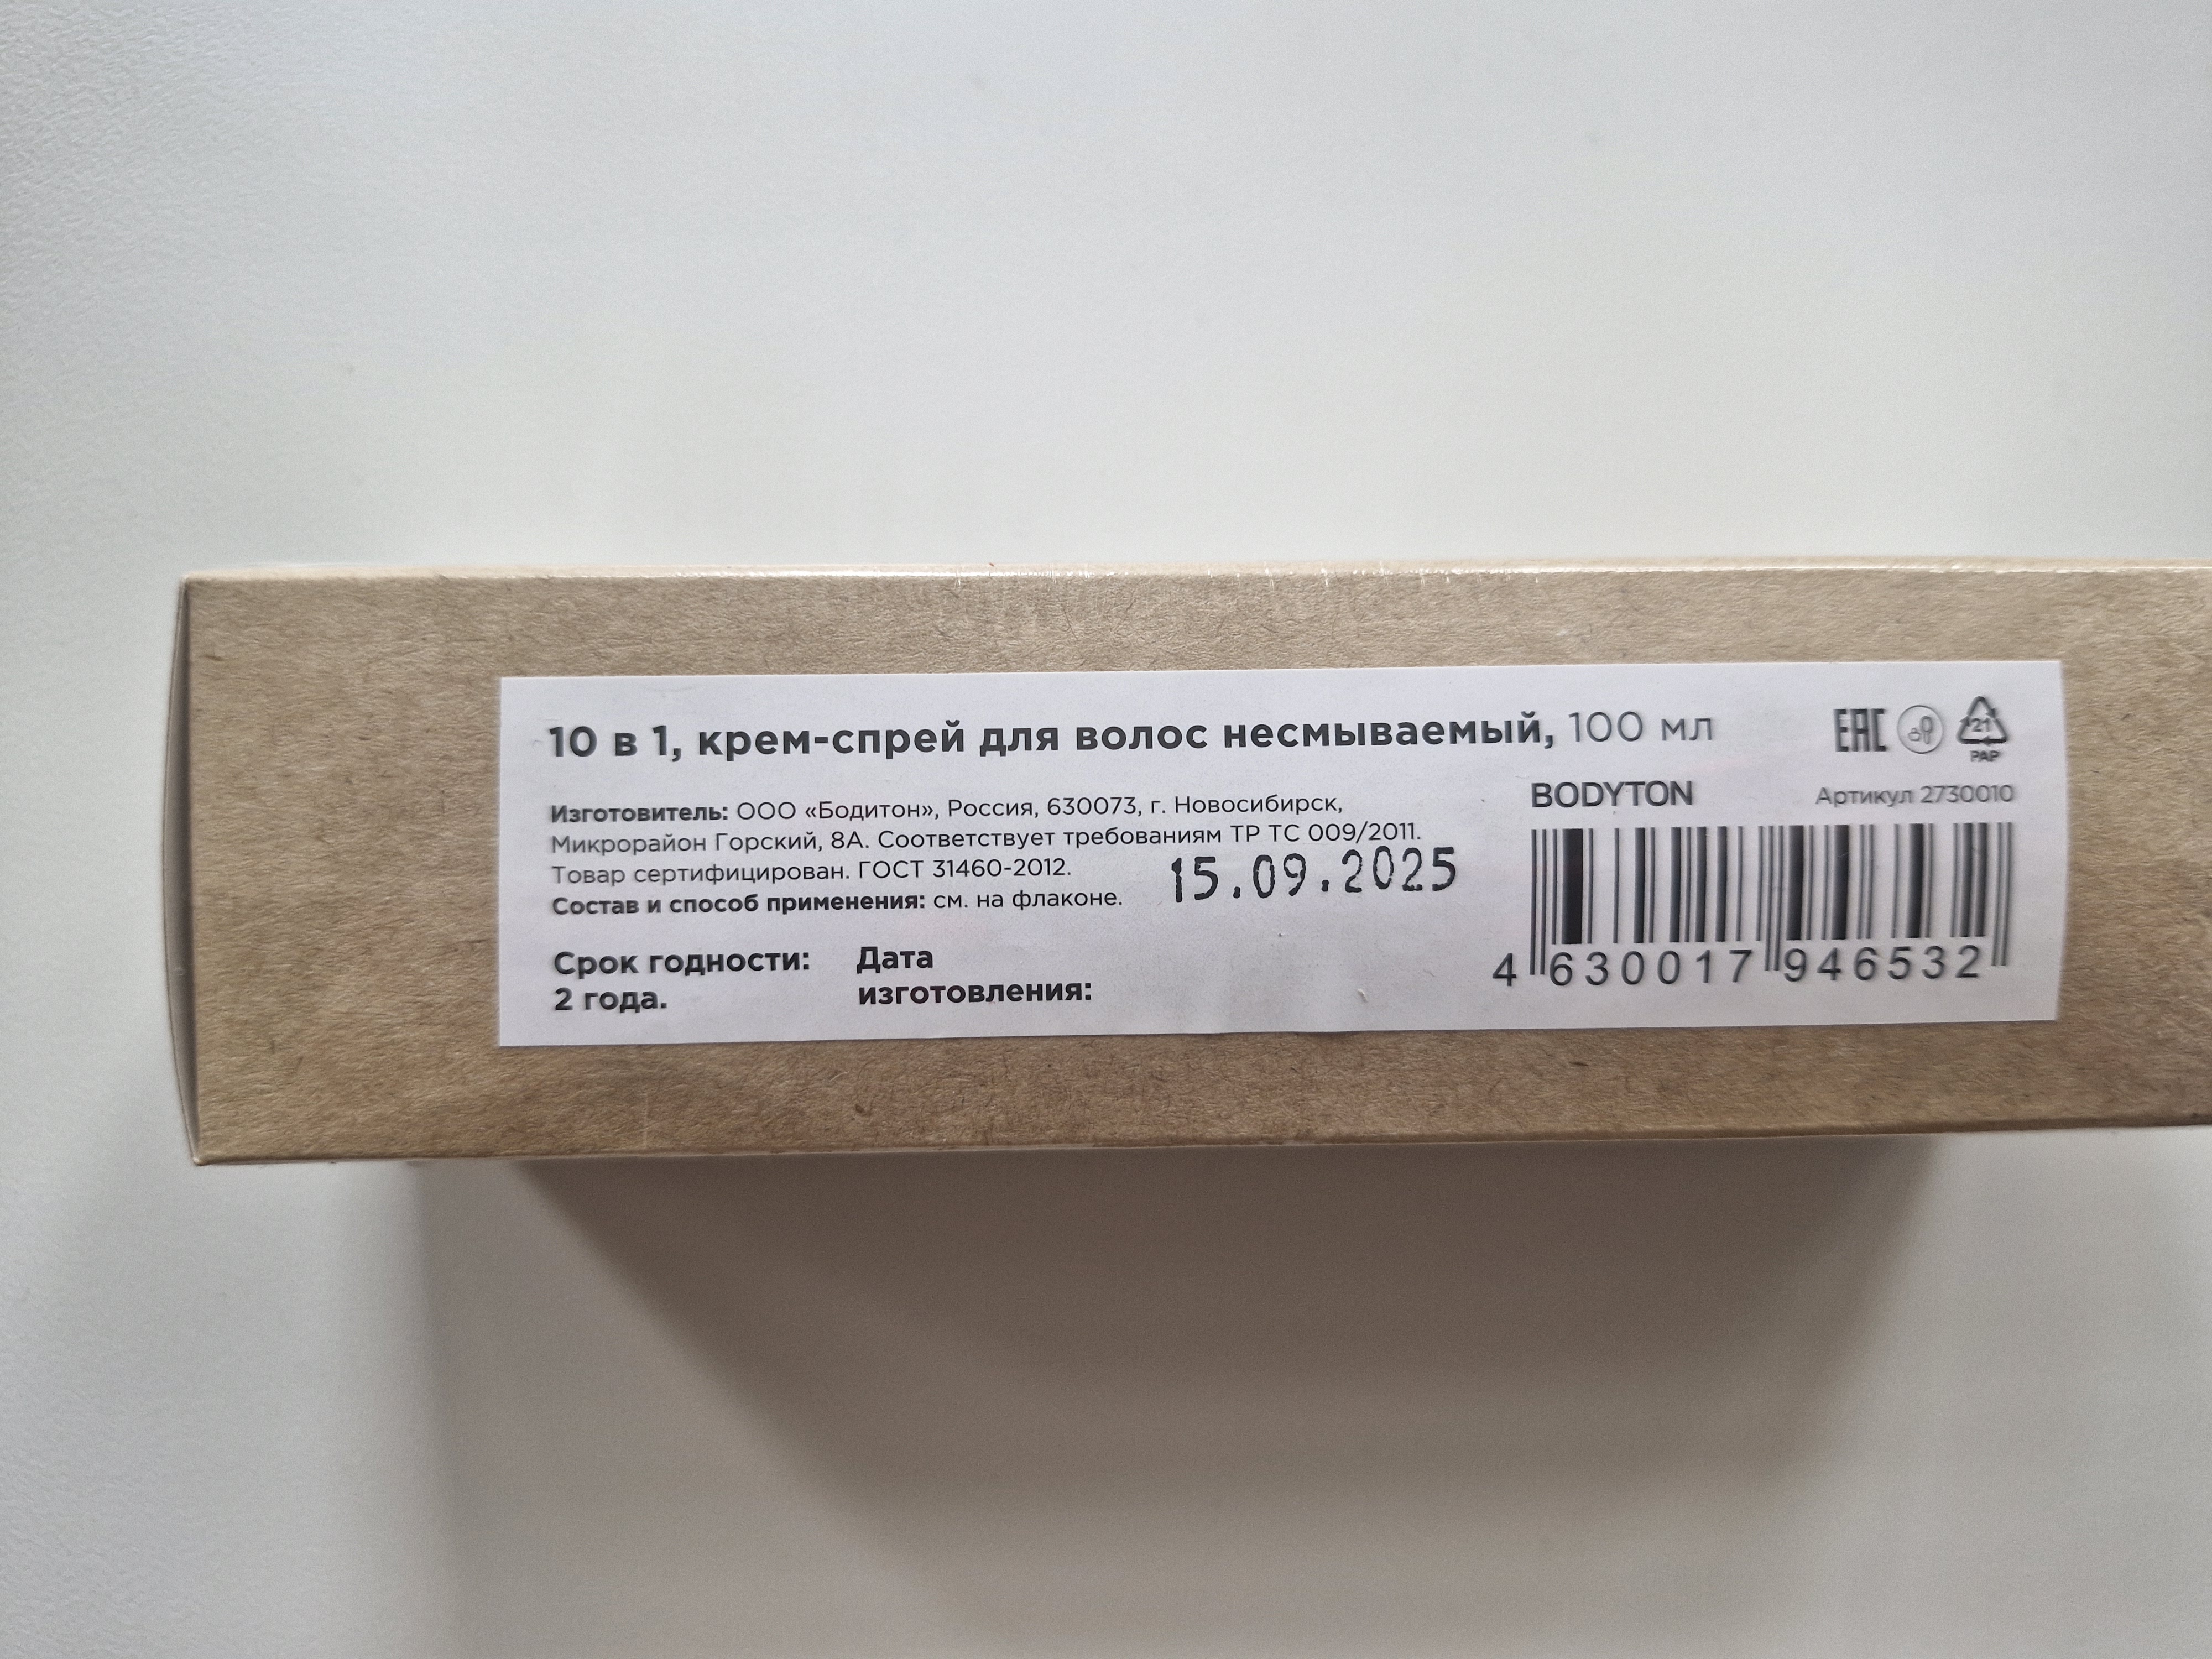 10 в 1, крем-спрей для волос несмываемый, 100 мл
EAC
21
PAP
Изготовитель: ООО «Бодитон», Россия, 630073, г. Новосибирск,
Микрорайон Горский, 8А. Соответствует требованиям ТР ТС 009/2011.
Товар сертифицирован. ГОСТ 31460-2012.
Состав и способ применения: см. на флаконе.
15.09.2025
Срок годности:
2 года.
Дата
изготовления:
BODYTON
Артикул 2730010
4 630017 946532